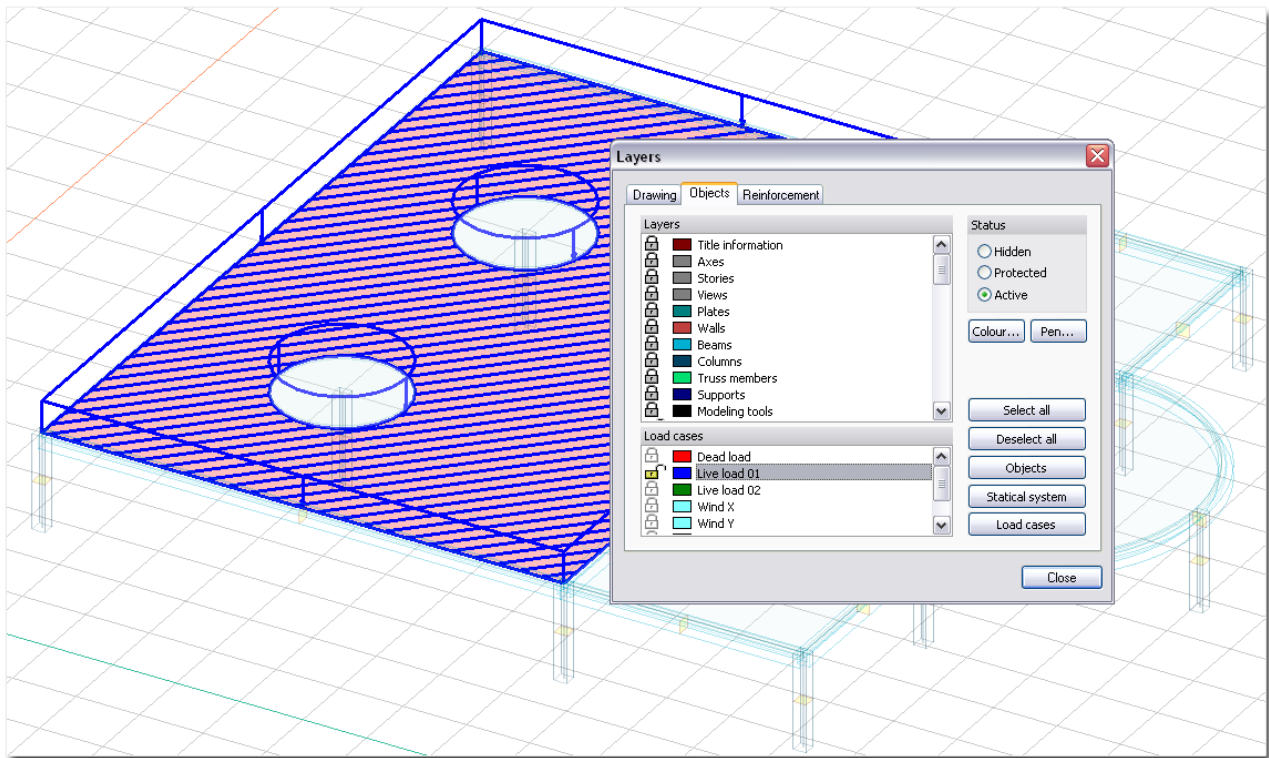 Layers
Drawing Objects Reinforcement
Layers
Title information
Axes
Stories
Views
Plates
Walls
Beams
Columns
Truss members
Supports
Modeling tools
Load cases
Dead load
Live load 01
Live load 02
Wind X
Wind Y
Status
Hidden
Protected
Active
Colour... Pen...
Select all
Deselect all
Objects
Statical system
Load cases
Close